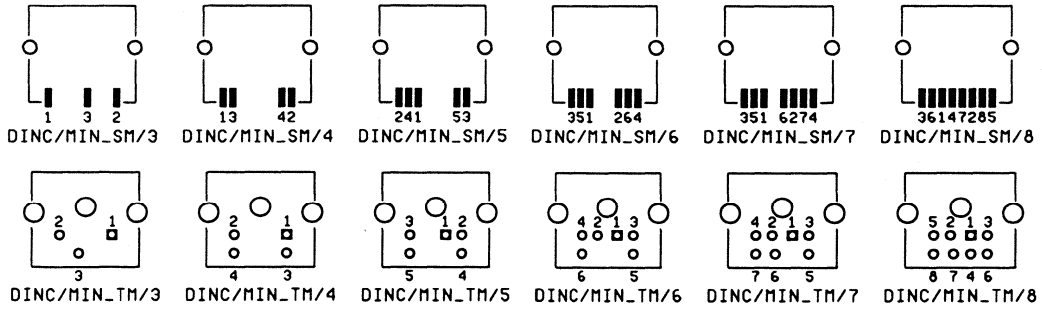 1 3 2 13 42 241 53 351 264 351 6274 36147285
DINC/MIN_SM/3 DINC/MIN_SM/4 DINC/MIN_SM/5 DINC/MIN_SM/6 DINC/MIN_SM/7 DINC/MIN_SM/8
2 1 2 1 3 1 2 4 2 1 3 4 2 1 3 5 2 1 3
3 4 3 5 4 6 5 7 6 5 8 7 4 6
DINC/MIN_TM/3 DINC/MIN_TM/4 DINC/MIN_TM/5 DINC/MIN_TM/6 DINC/MIN_TM/7 DINC/MIN_TM/8